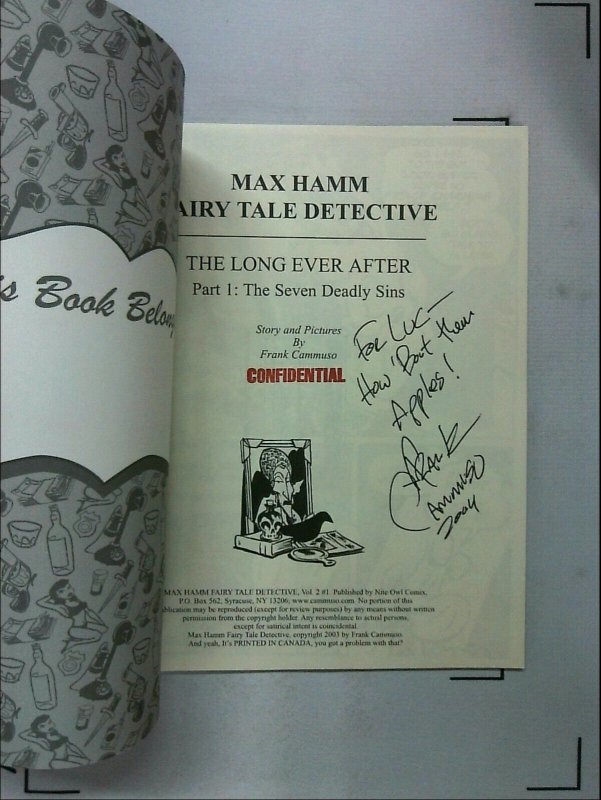 's Book Belong
MAX HAMM
AIRY TALE DETECTIVE
THE LONG EVER AFTER
Part 1: The Seven Deadly Sins
Story and Pictures
By
Frank Cammuso
CONFIDENTIAL
For Luc—
How 'Bout them
Apples!
Frank
Cammuso
2004
MAX HAMM FAIRY TALE DETECTIVE, Vol. 2 #1 Published by Nite Owl Comix,
P.O. Box 562, Syracuse, NY 13206, www.cammuso.com. No portion of this
blication may be reproduced (except for review purposes) by any means without written
permission from the copyright holder. Any resemblance to actual persons,
except for satirical intent is coincidental.
Max Hamm Fairy Tale Detective, copyright 2003 by Frank Cammuso.
And yeah, It's PRINTED IN CANADA, you got a problem with that?